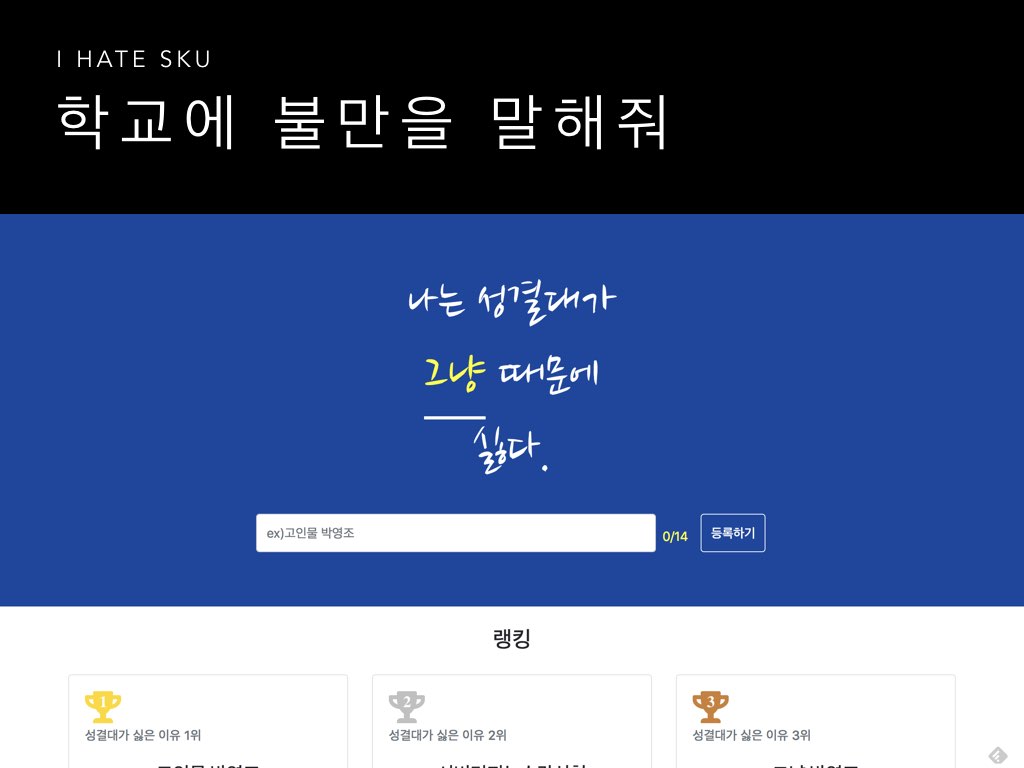 I HATE SKU
학교에 불만을 말해줘
나는 성결대가
그냥 때문에
싫다.
ex)고인물 박영조
0/14
등록하기
랭킹
1
2
3
성결대가 싫은 이유 1위
성결대가 싫은 이유 2위
성결대가 싫은 이유 3위